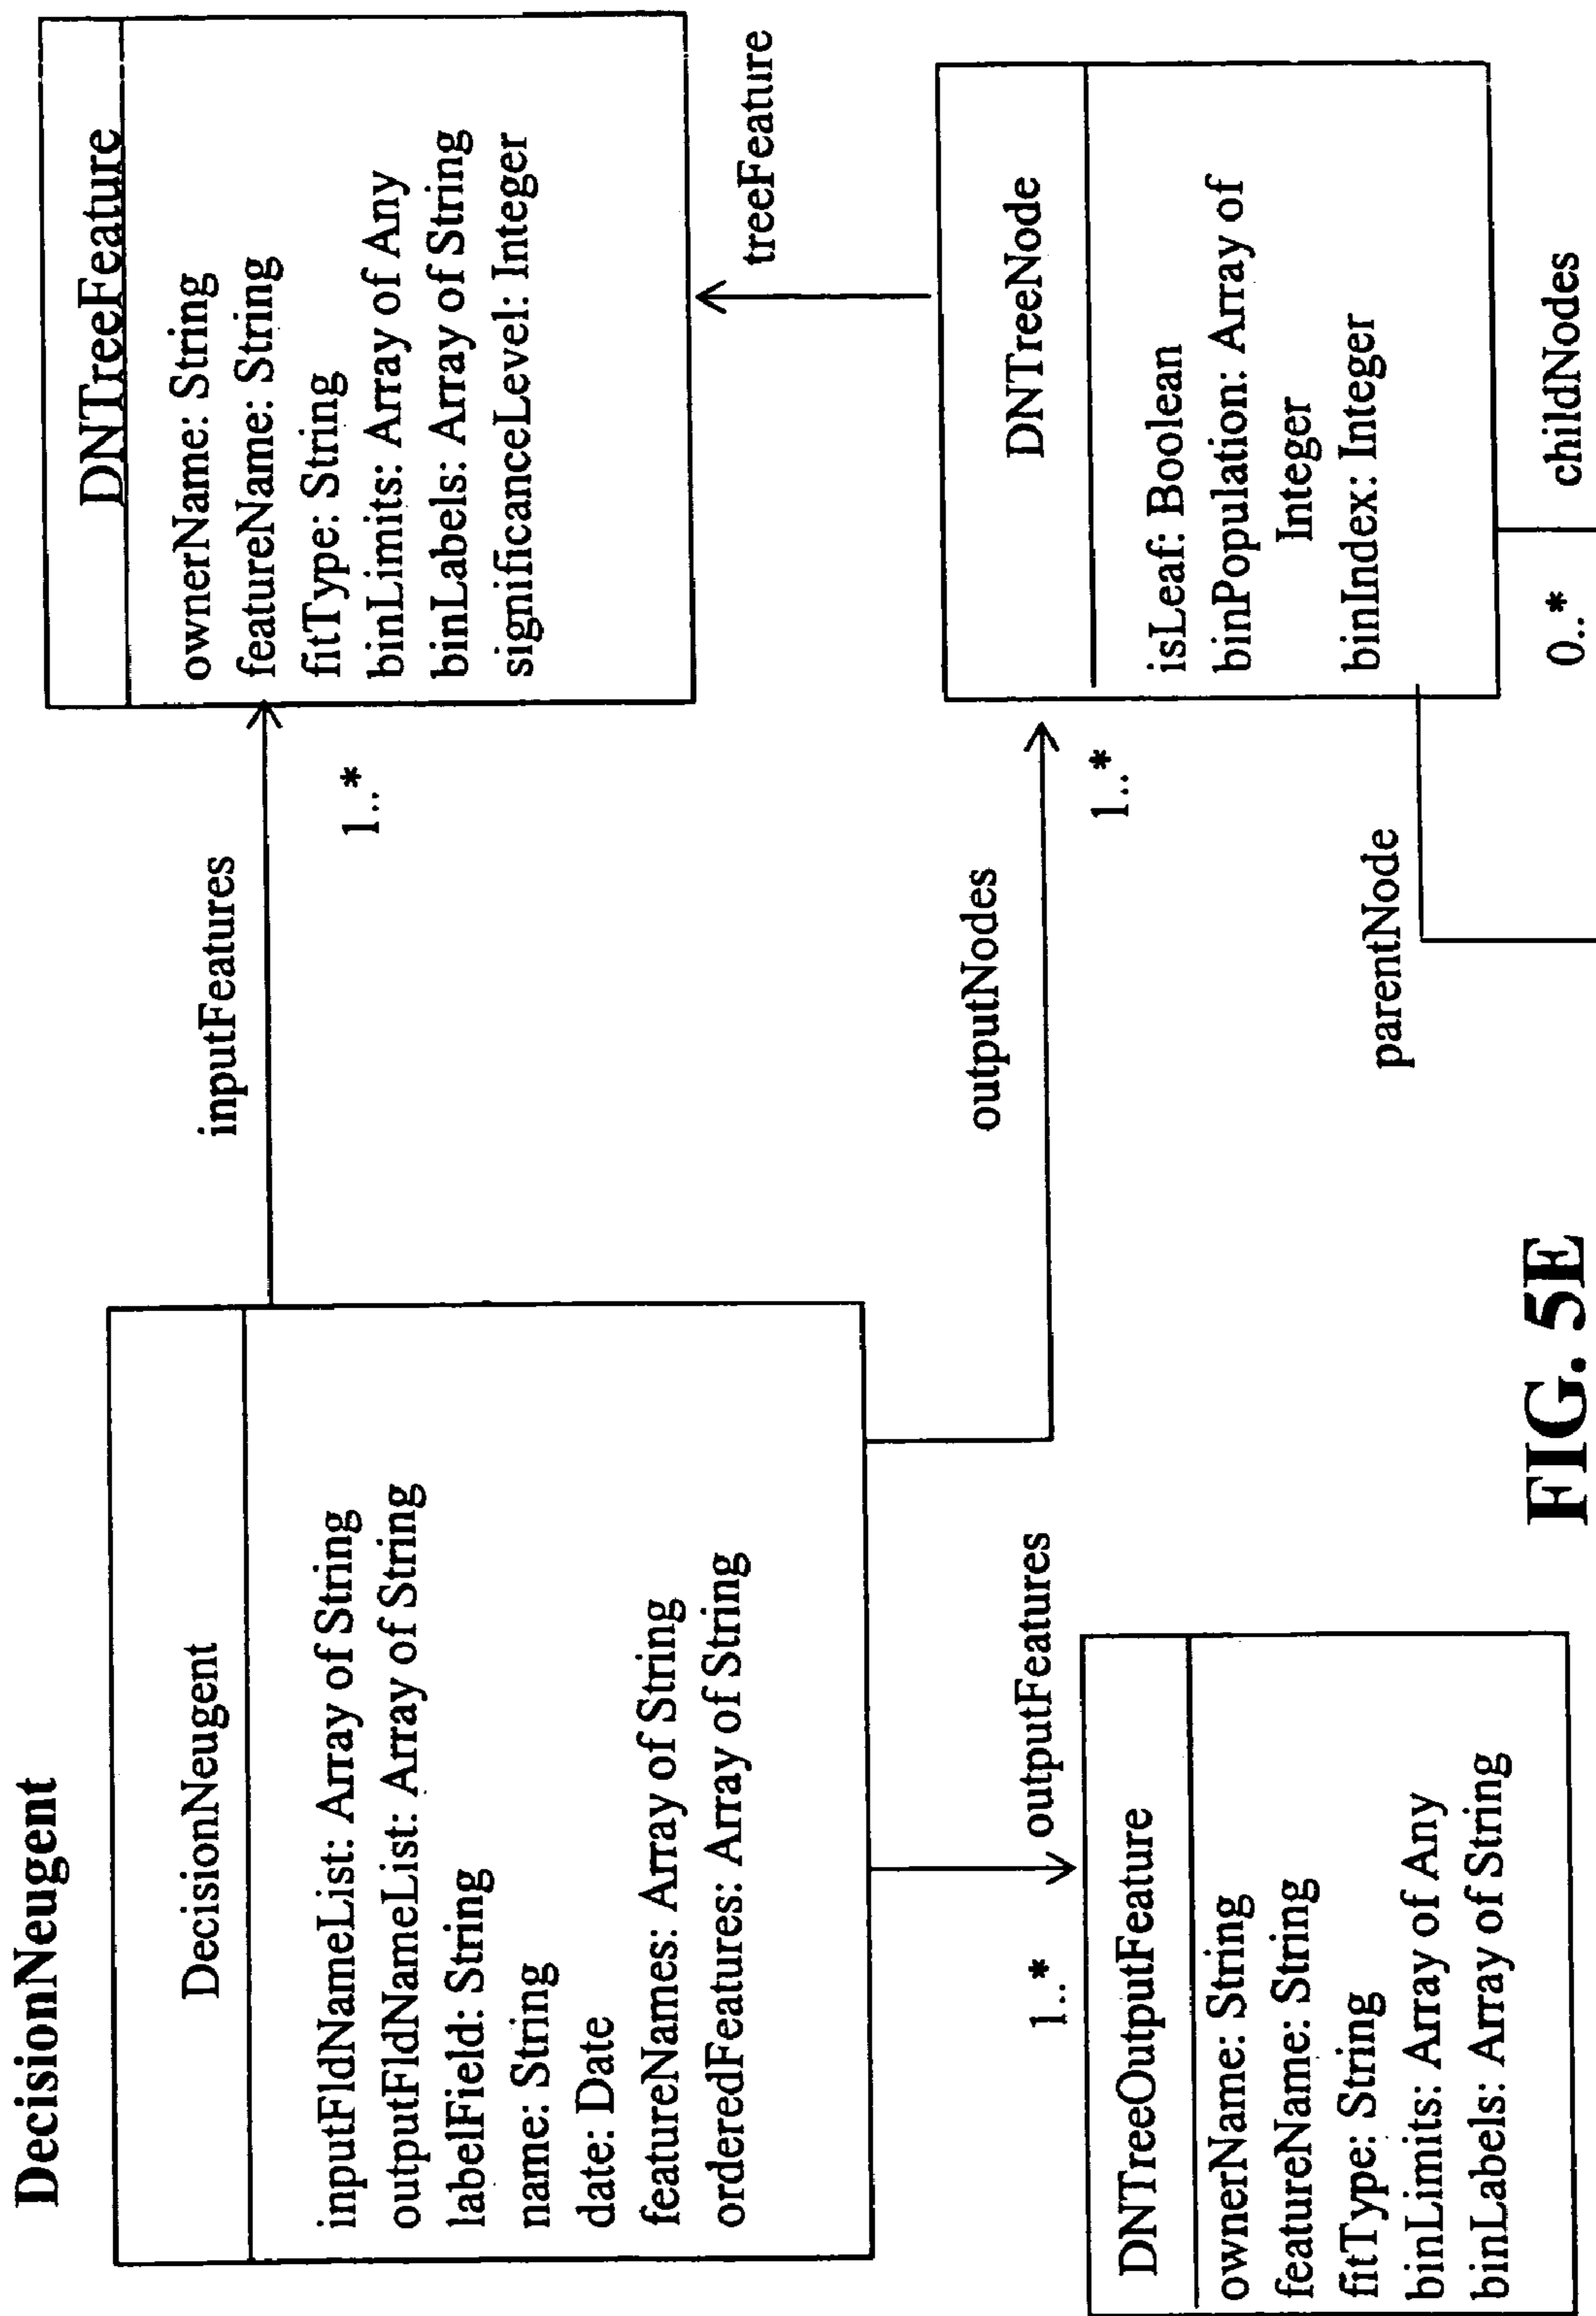 DecisionNeugent
DecisionNeugent
inputFldNameList: Array of String
outputFldNameList: Array of String
labelField: String
name: String
date: Date
featureNames: Array of String
orderedFeatures: Array of String
inputFeatures
1..*
DNTreeFeature
ownerName: String
featureName: String
fitType: String
binLimits: Array of Any
binLabels: Array of String
significanceLevel: Integer
treeFeature
outputNodes
1..*
DNTreeNode
isLeaf: Boolean
binPopulation: Array of
Integer
binIndex: Integer
parentNode
0..*
childNodes
outputFeatures
1..*
DNTreeOutputFeature
ownerName: String
featureName: String
fitType: String
binLimits: Array of Any
binLabels: Array of String
FIG. 5E